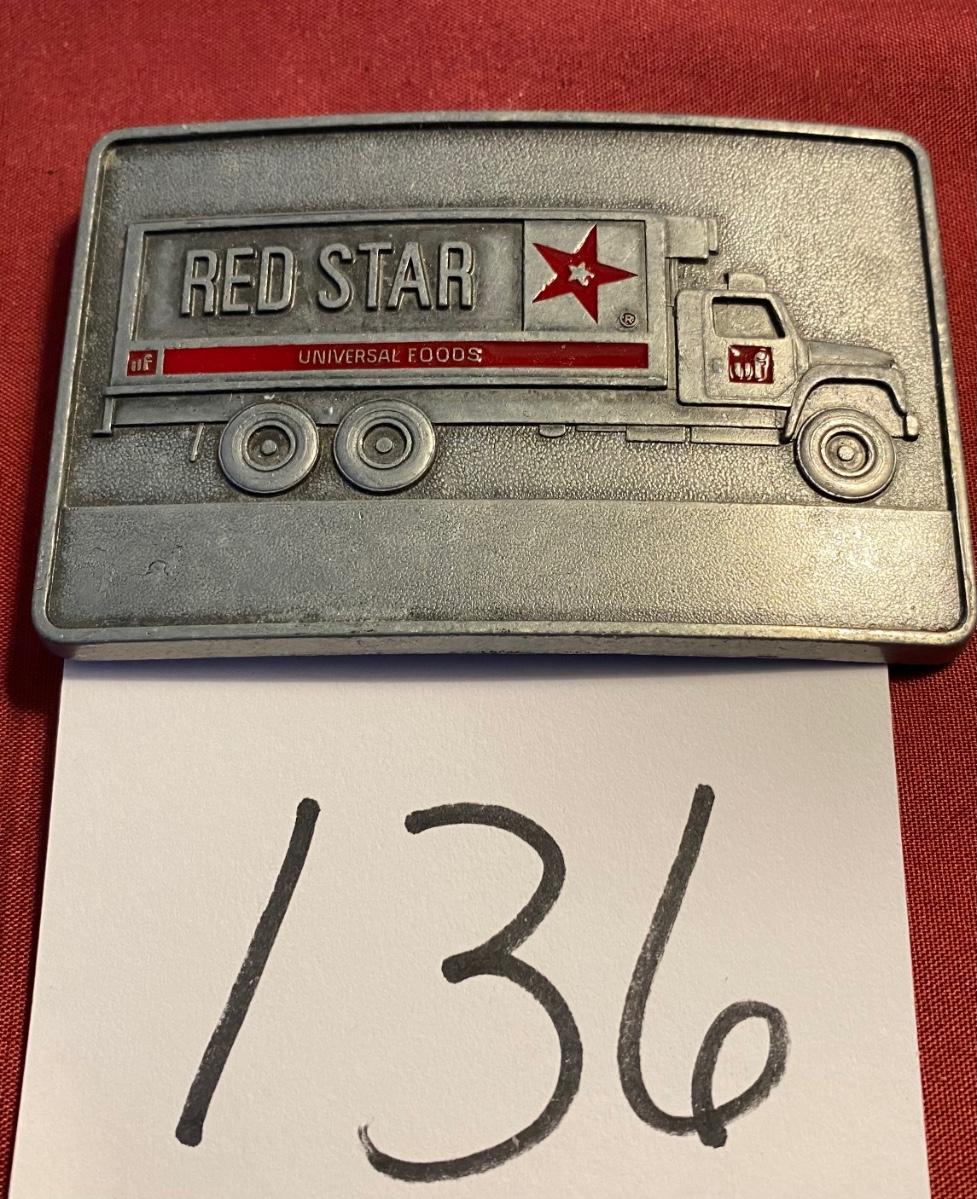 RED STAR
®
uf UNIVERSAL FOODS
uf
136